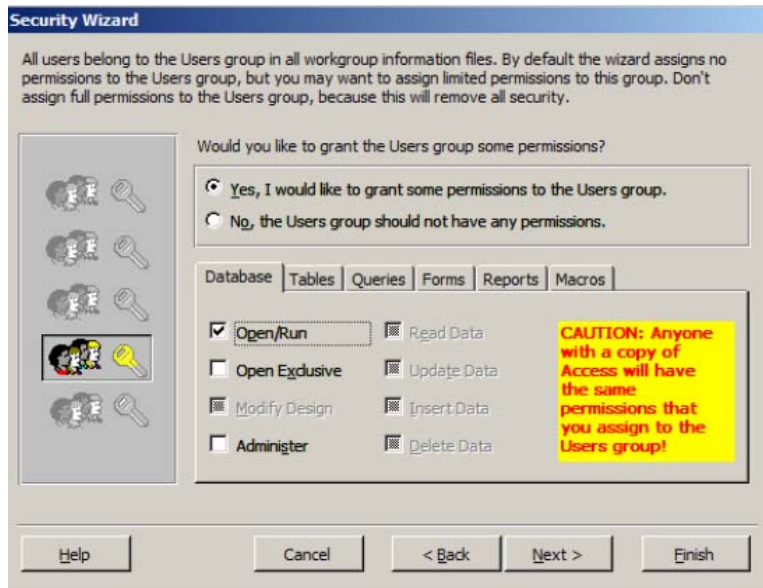 Security Wizard
All users belong to the Users group in all workgroup information files. By default the wizard assigns no
permissions to the Users group, but you may want to assign limited permissions to this group. Don't
assign full permissions to the Users group, because this will remove all security.
Would you like to grant the Users group some permissions?
Yes, I would like to grant some permissions to the Users group.
No, the Users group should not have any permissions.
Database Tables Queries Forms Reports Macros
Open/Run Read Data
Open Exclusive Update Data
Modify Design Insert Data
Administer Delete Data
CAUTION: Anyone
with a copy of
Access will have
the same
permissions that
you assign to the
Users group!
Help Cancel < Back Next > Finish